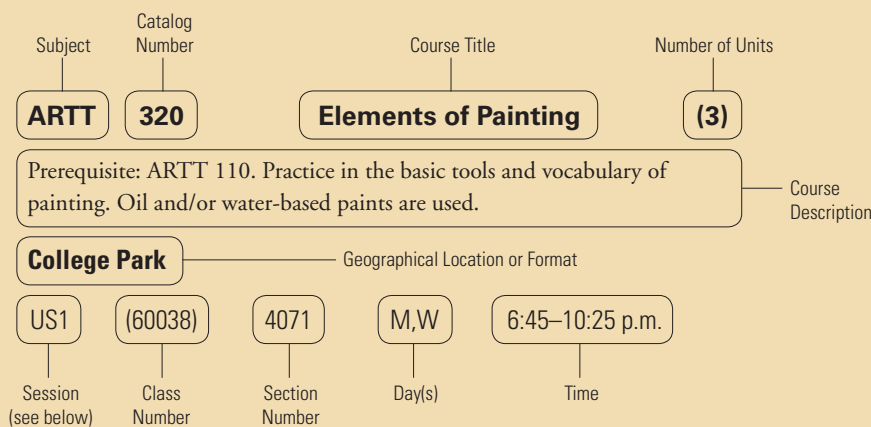 Catalog
Subject Number Course Title Number of Units
ARTT 320 Elements of Painting (3)
Prerequisite: ARTT 110. Practice in the basic tools and vocabulary of
painting. Oil and/or water-based paints are used.
Course
Description
College Park Geographical Location or Format
US1 (60038) 4071 M,W 6:45–10:25 p.m.
Session Class Section Day(s) Time
(see below) Number Number